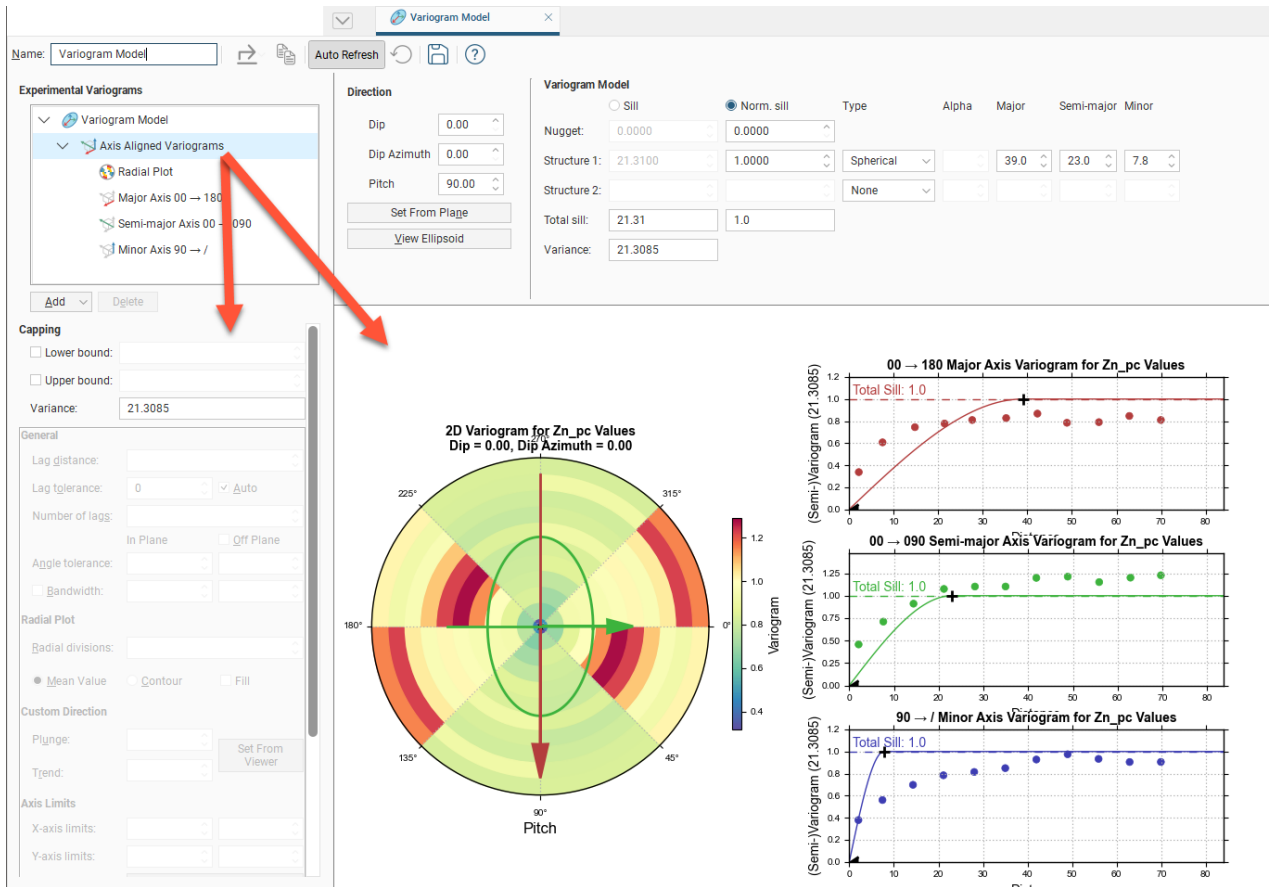 Variogram Model
Name: Variogram Model Auto Refresh
Experimental Variograms
Variogram Model
Axis Aligned Variograms
Radial Plot
Major Axis 00 → 180
Semi-major Axis 00 → 090
Minor Axis 90 → /
Add Delete
Capping
Lower bound:
Upper bound:
Variance: 21.3085
General
Lag distance:
Lag tolerance: 0 Auto
Number of lags:
In Plane Off Plane
Angle tolerance:
Bandwidth:
Radial Plot
Radial divisions:
Mean Value Contour Fill
Custom Direction
Plunge:
Trend:
Set From
Viewer
Axis Limits
X-axis limits:
Y-axis limits:
Direction
Dip 0.00
Dip Azimuth 0.00
Pitch 90.00
Set From Plane
View Ellipsoid
Variogram Model
Sill Norm. sill Type Alpha Major Semi-major Minor
Nugget: 0.0000 0.0000
Structure 1: 21.3100 1.0000 Spherical 39.0 23.0 7.8
Structure 2: None
Total sill: 21.31 1.0
Variance: 21.3085
2D Variogram for Zn_pc Values
Dip = 0.00, Dip Azimuth = 0.00
270°
225° 315°
180° 0°
135° 45°
90°
Pitch
1.2
1.0
0.8
0.6
0.4
Variogram
00 → 180 Major Axis Variogram for Zn_pc Values
Total Sill: 1.0
(Semi-)Variogram (21.3085)
1.2
1.0
0.8
0.6
0.4
0.2
0.0
0 10 20 30 40 50 60 70 80
Distance
00 → 090 Semi-major Axis Variogram for Zn_pc Values
Total Sill: 1.0
(Semi-)Variogram (21.3085)
1.25
1.00
0.75
0.50
0.25
0.00
0 10 20 30 40 50 60 70 80
Distance
90 → / Minor Axis Variogram for Zn_pc Values
Total Sill: 1.0
(Semi-)Variogram (21.3085)
1.2
1.0
0.8
0.6
0.4
0.2
0.0
0 10 20 30 40 50 60 70 80